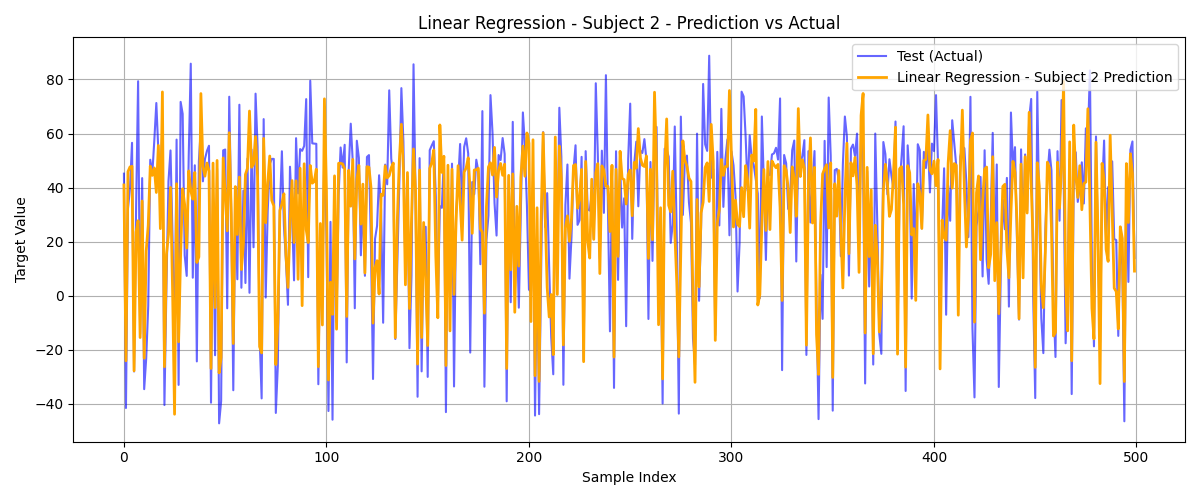 Linear Regression - Subject 2 - Prediction vs Actual
Test (Actual)
Linear Regression - Subject 2 Prediction
Target Value
80
60
40
20
0
−20
−40
0
100
200
300
400
500
Sample Index